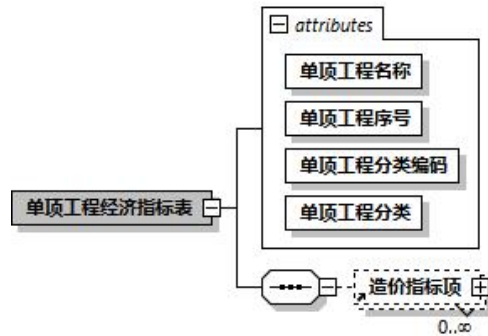 attributes
单项工程名称
单项工程序号
单项工程分类编码
单项工程经济指标表
单项工程分类
造价指标项
0..∞